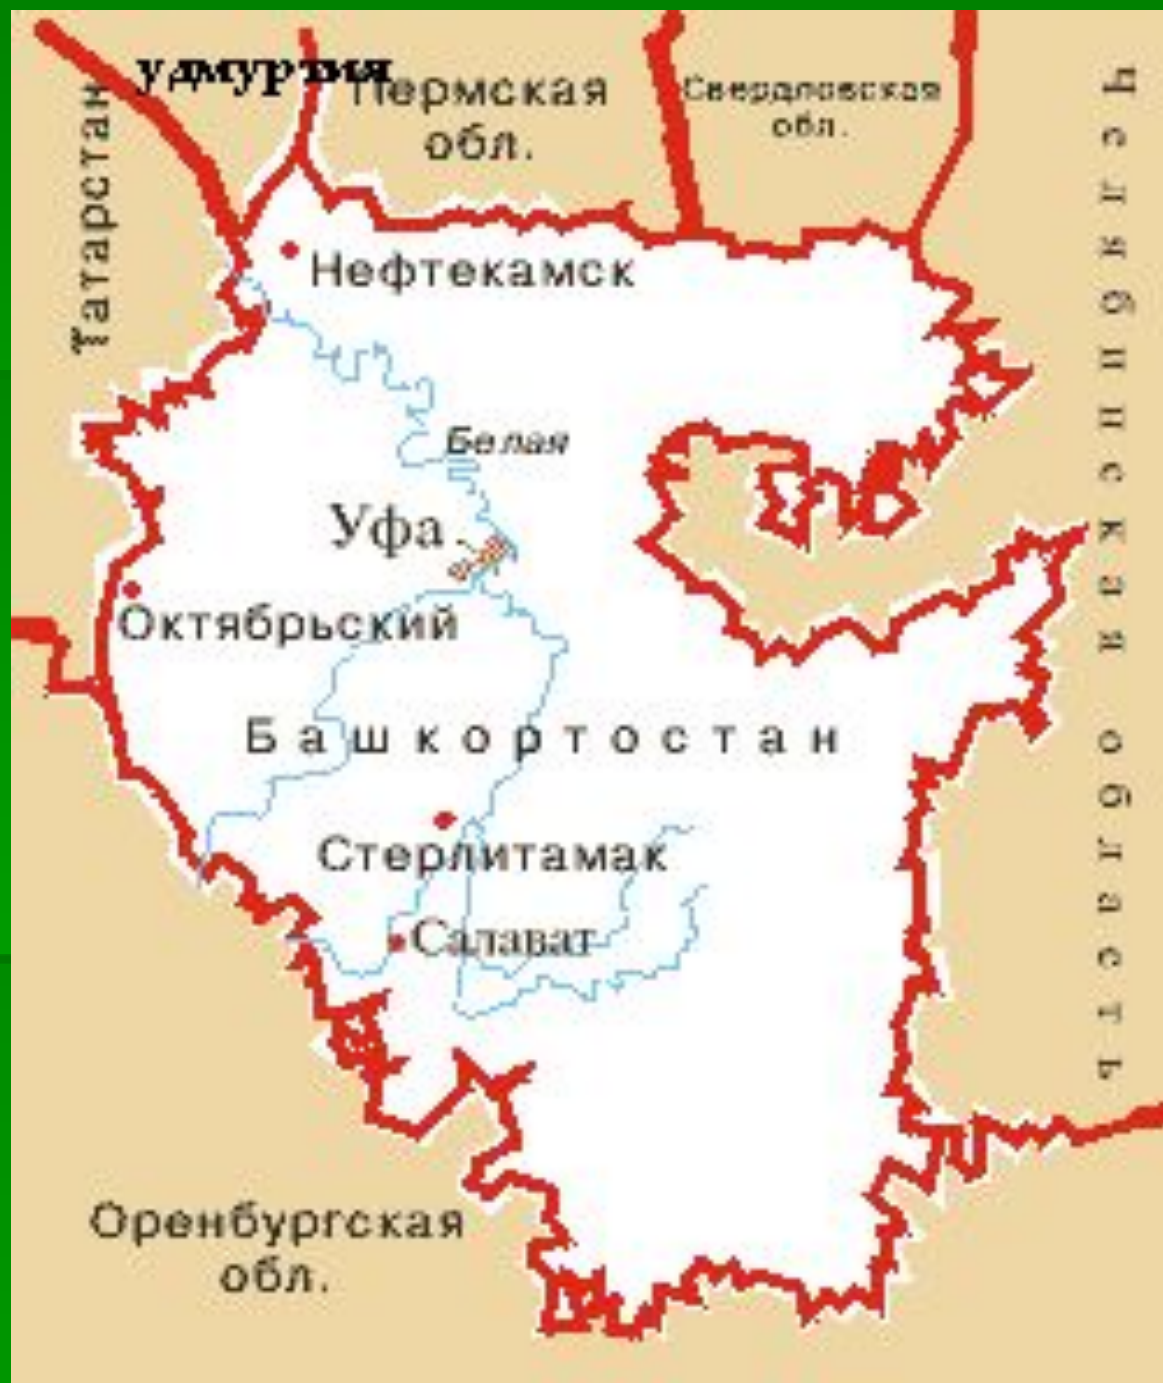 удмуртия
Пермская
обл.
Свердловская
обл.
Татарстан
Челябинская область
Нефтекамск
Белая
Уфа
Октябрьский
Башкортостан
Стерлитамак
Салават
Оренбургская
обл.